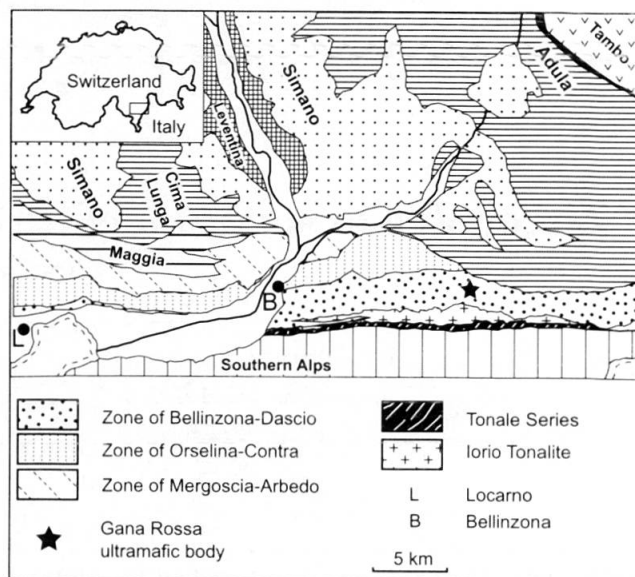 Switzerland
Italy
Simano
Adula
Tambo
Leventina
Simano
Cima
Lunga
Maggia
B
L
Southern Alps
Zone of Bellinzona-Dascio
Zone of Orselina-Contra
Zone of Mergoscia-Arbedo
Gana Rossa
ultramafic body
Tonale Series
Iorio Tonalite
L Locarno
B Bellinzona
5 km